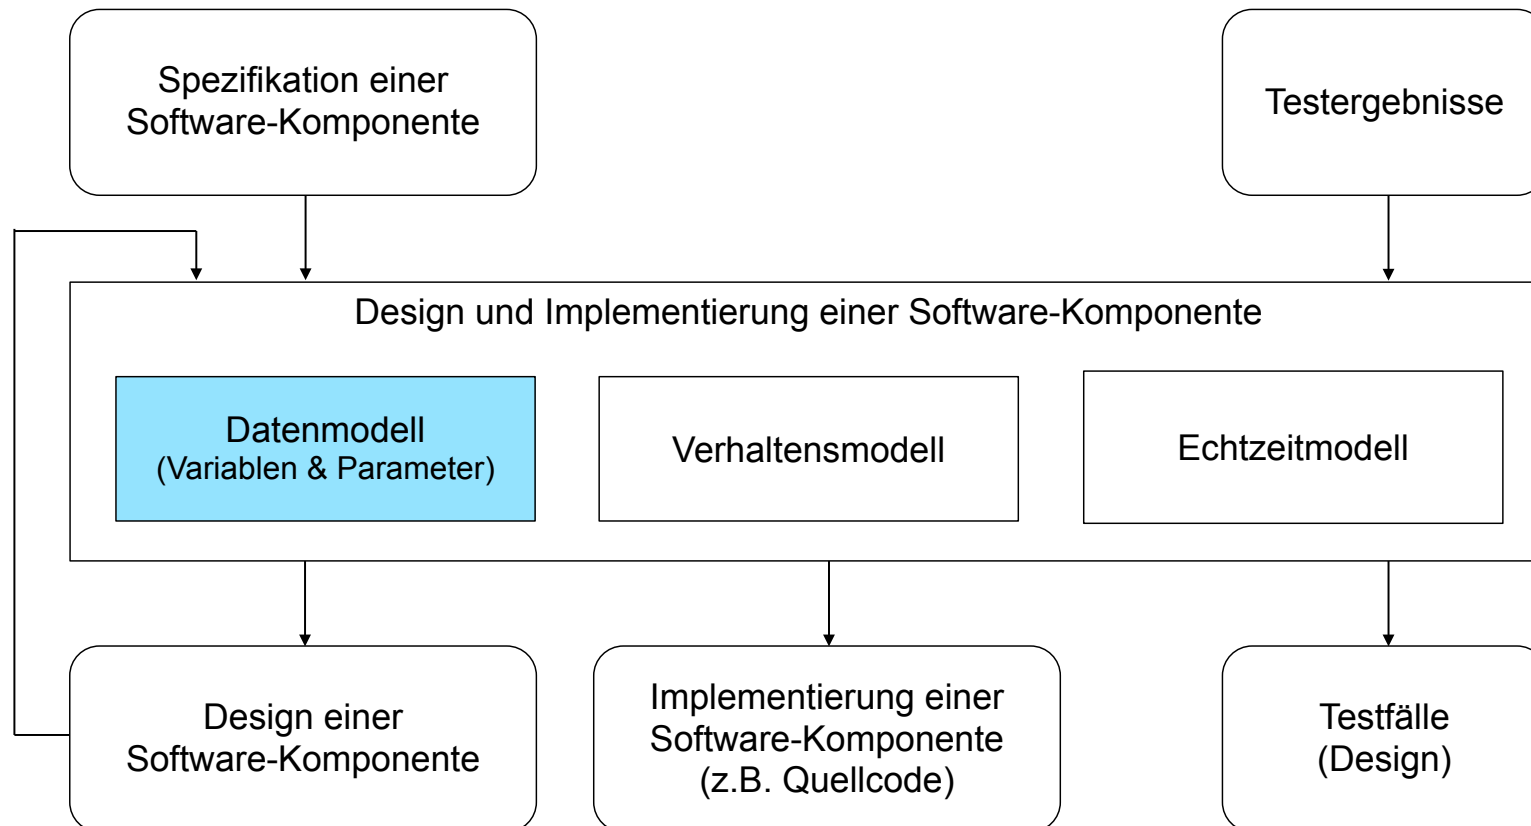 Spezifikation einer
Software-Komponente
Testergebnisse
Design und Implementierung einer Software-Komponente
Datenmodell
(Variablen & Parameter)
Verhaltensmodell
Echtzeitmodell
Design einer
Software-Komponente
Implementierung einer
Software-Komponente
(z.B. Quellcode)
Testfälle
(Design)